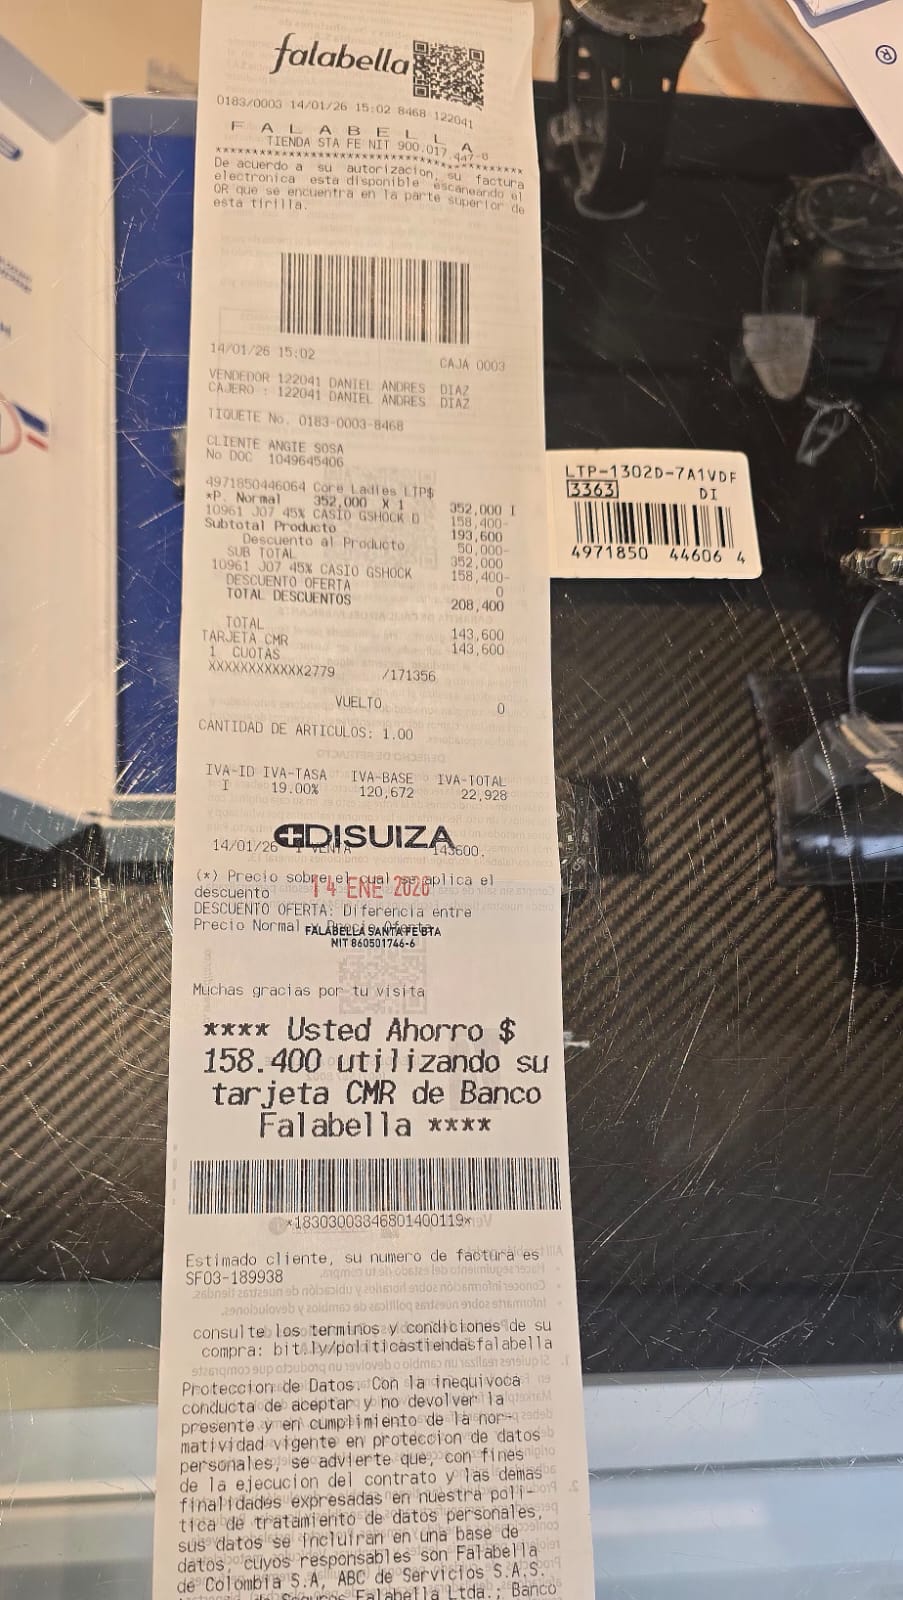 falabella
0183/0003 14/01/26 15:02 8468 122041
F A L A B E L L A
TIENDA STA FE NIT 900.017.447-8
****************************************
De acuerdo a su autorizacion, su factura
electronica esta disponible escaneando el
QR que se encuentra en la parte superior de
esta tirilla.
14/01/26 15:02 CAJA 0003
VENDEDOR 122041 DANIEL ANDRES DIAZ
CAJERO : 122041 DANIEL ANDRES DIAZ
TIQUETE No. 0183-0003-8468
CLIENTE ANGIE SOSA
No DOC 1049645406
4971850446064 Core Ladies LTP$
*P. Normal 352,000 X 1 352,000 I
10961 J07 45% CASIO GSHOCK D 158,400-
Subtotal Producto 193,600
Descuento al Producto 50,000-
SUB TOTAL 352,000
10961 J07 45% CASIO GSHOCK 158,400-
DESCUENTO OFERTA 0
TOTAL DESCUENTOS 208,400
TOTAL 143,600
TARJETA CMR 143,600
1 CUOTAS
XXXXXXXXXXXX2779 /171356
VUELTO 0
CANTIDAD DE ARTICULOS: 1.00
IVA-ID IVA-TASA IVA-BASE IVA-TOTAL
I 19.00% 120,672 22,928
DISUIZA
14/01/26 1 VENTA 143600.
(*) Precio sobre el cual se aplica el
descuento
14 ENE 2026
DESCUENTO OFERTA: Diferencia entre
Precio Normal y Precio Oferta
FALABELLA SANTA FE BTA
NIT 860501746-6
Muchas gracias por tu visita
**** Usted Ahorro $
158.400 utilizando su
tarjeta CMR de Banco
Falabella ****
*18303003846801400119*
Estimado cliente, su numero de factura es
SF03-189938
consulte los terminos y condiciones de su
compra: bit.ly/politicastiendasfalabella
Proteccion de Datos. Con la inequivoca
conducta de aceptar y no devolver la
presente y en cumplimiento de la nor-
matividad vigente en proteccion de datos
personales, se advierte que, con fines
de la ejecucion del contrato y las demas
finalidades expresadas en nuestra poli-
tica de tratamiento de datos personales,
sus datos se incluiran en una base de
datos, cuyos responsables son Falabella
de Colombia S.A, ABC de Servicios S.A.S.
Seguros Falabella Ltda., Banco
LTP-1302D-7A1VDF
3363 DI
4971850 44606 4
®